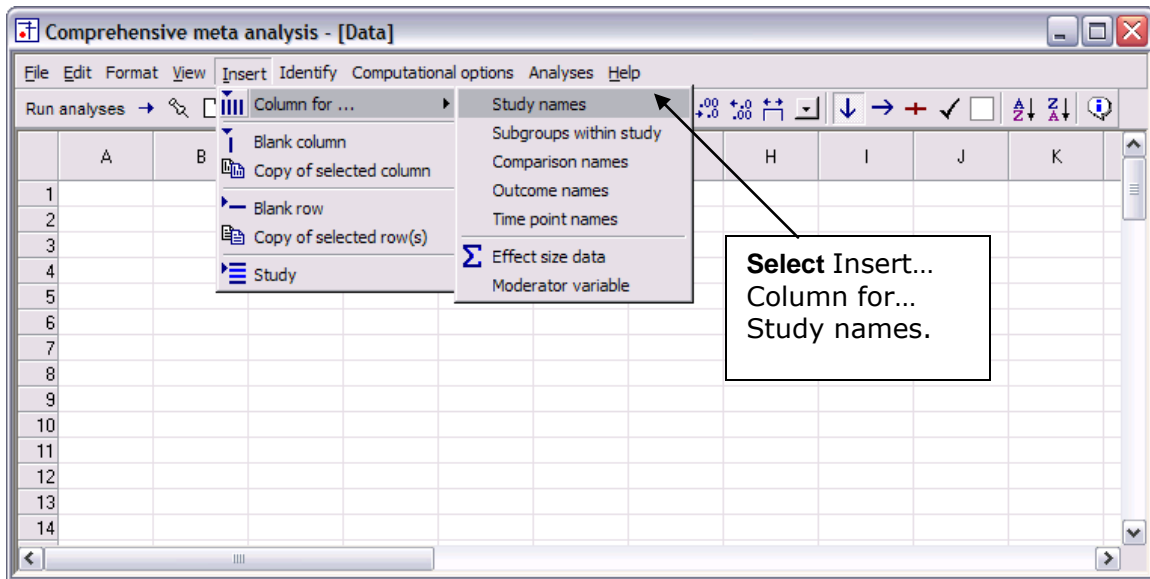 Comprehensive meta analysis - [Data]
File Edit Format View Insert Identify Computational options Analyses Help
Run analyses
Column for ...
Blank column
Copy of selected column
Blank row
Copy of selected row(s)
Study
Study names
Subgroups within study
Comparison names
Outcome names
Time point names
Effect size data
Moderator variable
A B H I J K
1
2
3
4
5
6
7
8
9
10
11
12
13
14
Select Insert…
Column for…
Study names.